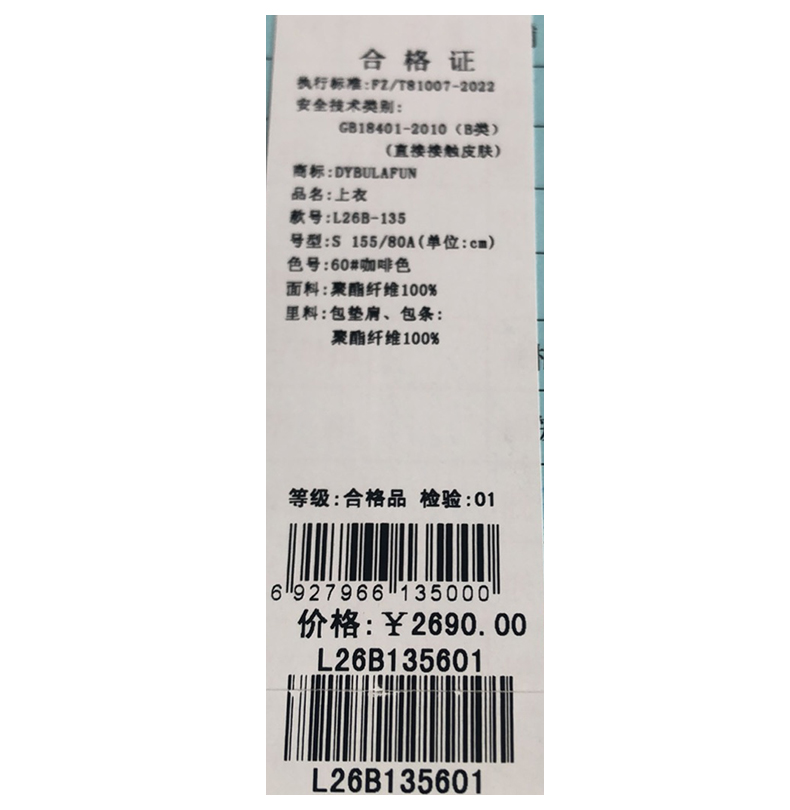 合格证
执行标准:FZ/T81007-2022
安全技术类别:
GB18401-2010（B类）
（直接接触皮肤）
商标:DYBULAFUN
品名:上衣
款号:L26B-135
号型:S 155/80A(单位:cm)
色号:60#咖啡色
面料:聚酯纤维100%
里料:包垫肩、包条:
聚酯纤维100%
等级:合格品 检验:01
6 927966 135000
价格:￥2690.00
L26B135601
L26B135601